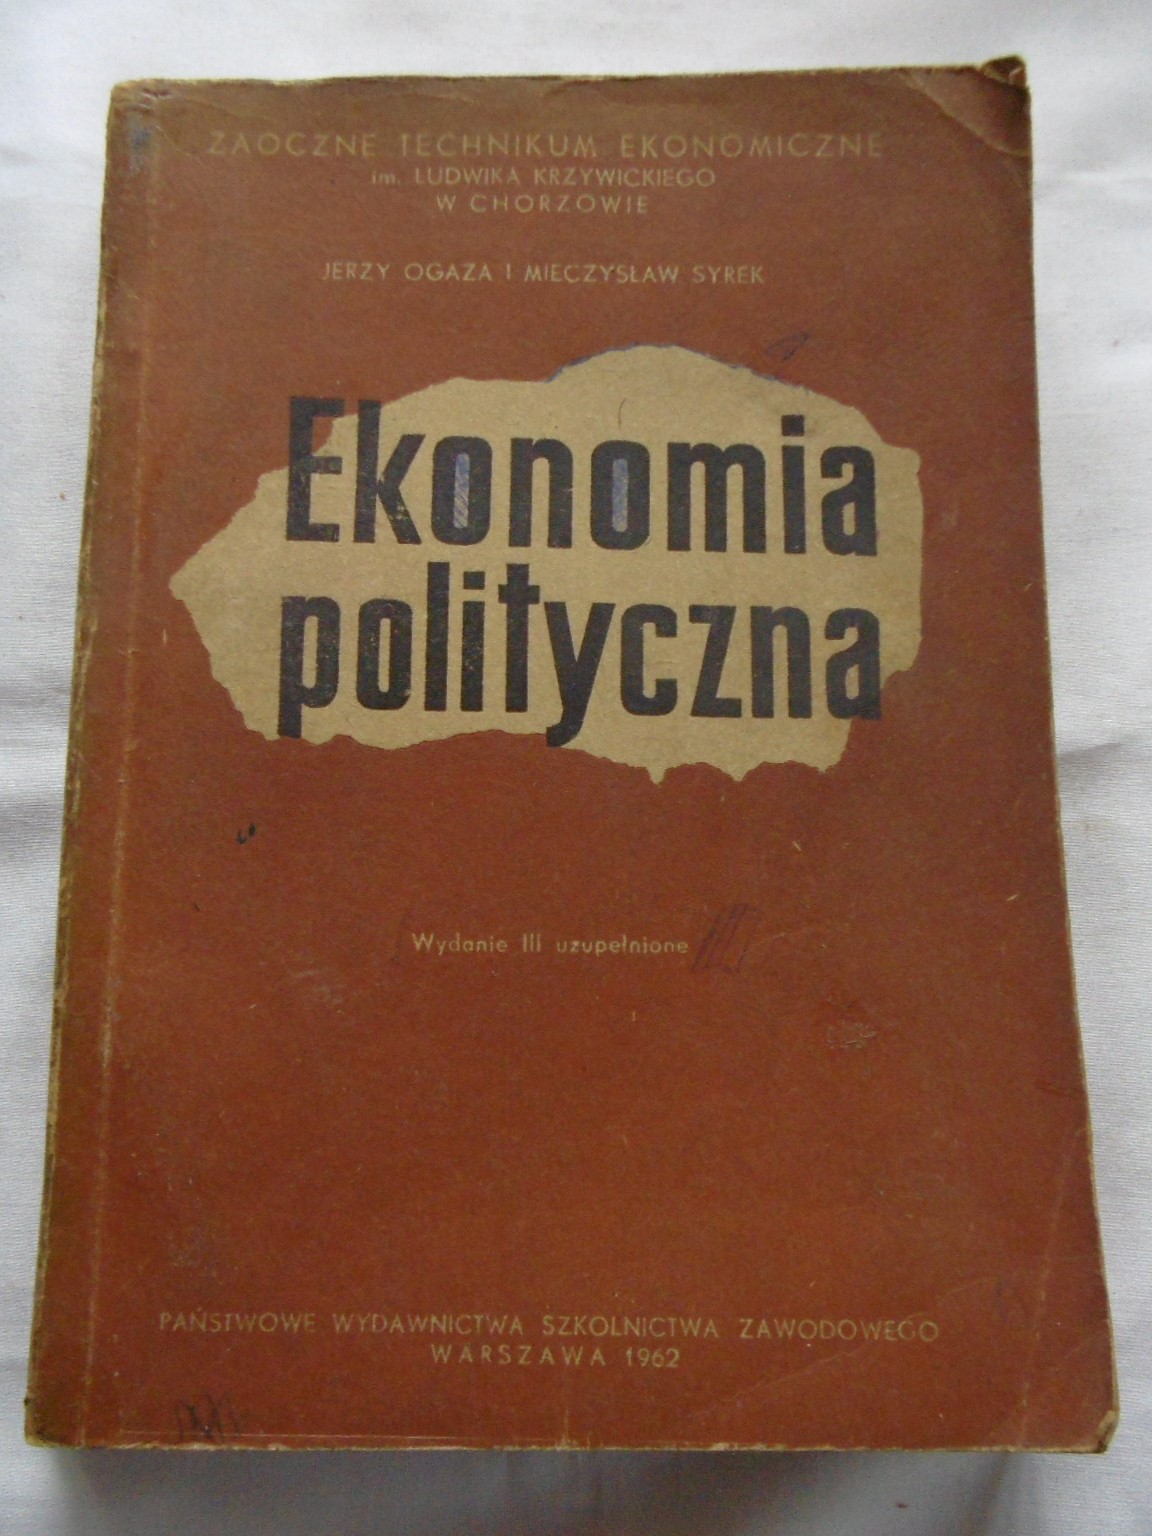 ZAOCZNE TECHNIKUM EKONOMICZNE
im. LUDWIKA KRZYWICKIEGO
W CHORZOWIE
JERZY OGAZA I MIECZYSŁAW SYREK
Ekonomia
polityczna
Wydanie III uzupełnione
PAŃSTWOWE WYDAWNICTWA SZKOLNICTWA ZAWODOWEGO
WARSZAWA 1962